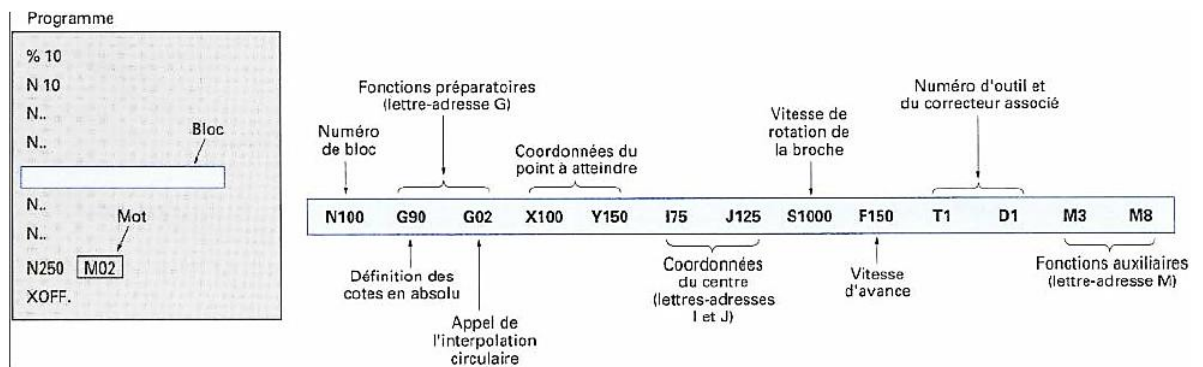 Programme
% 10
N 10
N..
N..
Bloc
N..
Mot
N..
N250 M02
XOFF.
Fonctions préparatoires
(lettre-adresse G)
Numéro d'outil et
du correcteur associé
Numéro
de bloc
Coordonnées du
point à atteindre
Vitesse de
rotation de
la broche
N100 G90 G02 X100 Y150 I75 J125 S1000 F150 T1 D1 M3 M8
Définition des
cotes en absolu
Appel de
l'interpolation
circulaire
Coordonnées
du centre
(lettres-adresses
I et J)
Vitesse
d'avance
Fonctions auxiliaires
(lettre-adresse M)